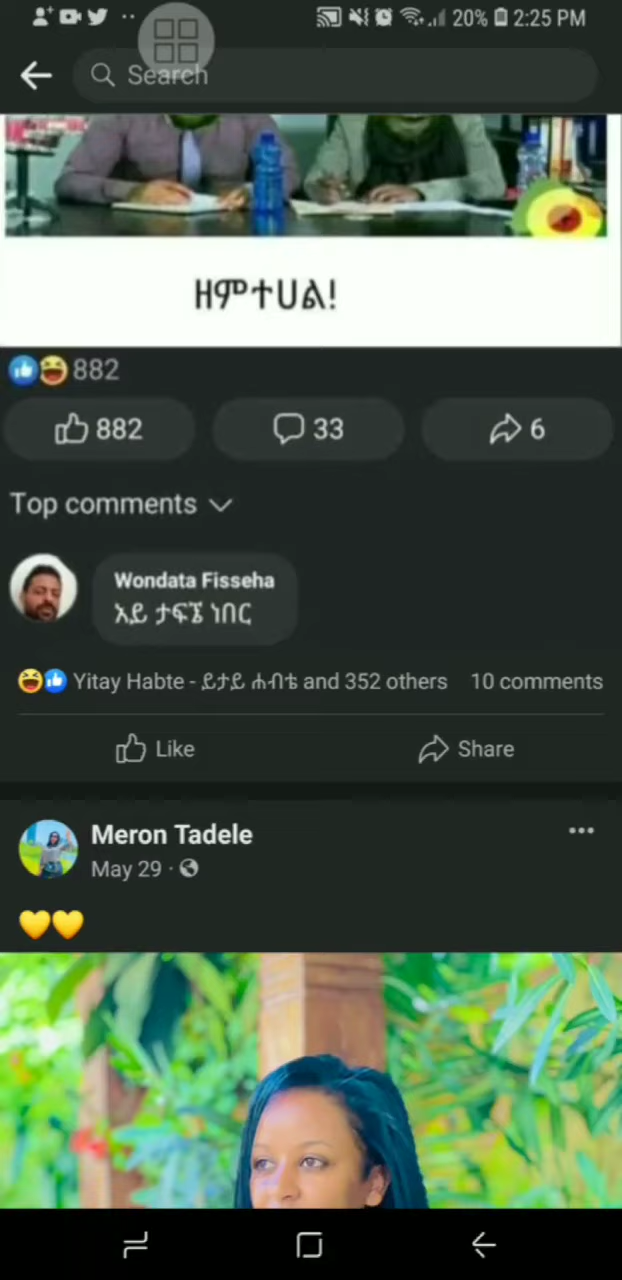 20% 2:25 PM
Search
ዘምተሀል!
882
882
33
6
Top comments
Wondata Fisseha
አይ ታፍኜ ነበር
Yitay Habte - ይታይ ሐብቴ and 352 others 10 comments
Like
Share
Meron Tadele
May 29 ·